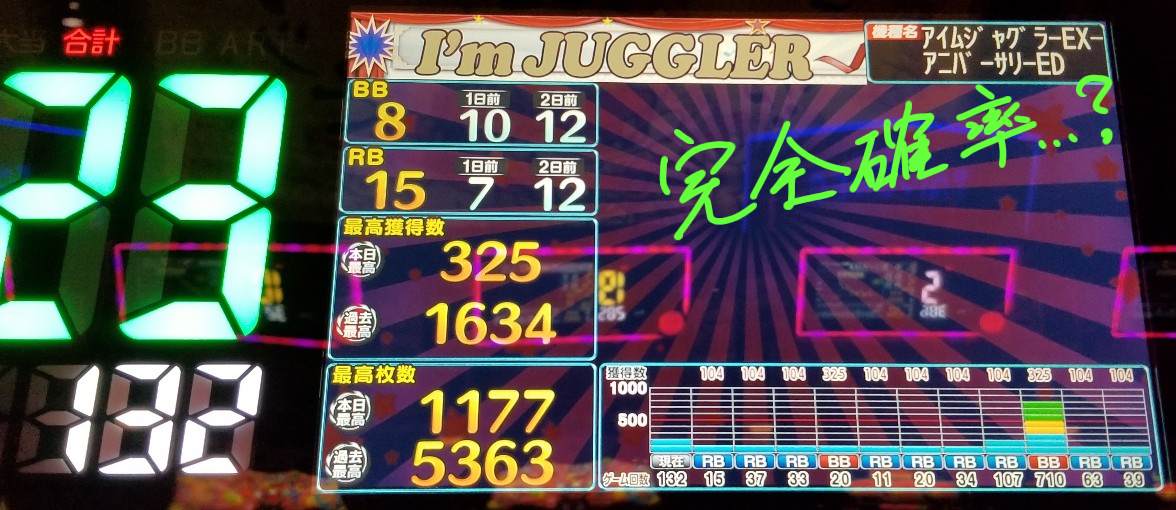 合計 BB ART
I'm JUGGLER
機種名 アイムジャグラーEX-
アニバーサリーED
完全確率...?
BB 1日前 2日前
8 10 12
RB 1日前 2日前
15 7 12
最高獲得数
本日最高 325
過去最高 1634
最高枚数
本日最高 1177
過去最高 5363
23
132
獲得数 104 104 104 325 104 104 104 104 325 104 104
1000
500
現在 RB RB RB BB RB RB RB RB BB RB RB
ゲーム回数 132 15 37 33 20 11 20 34 107 710 63 39